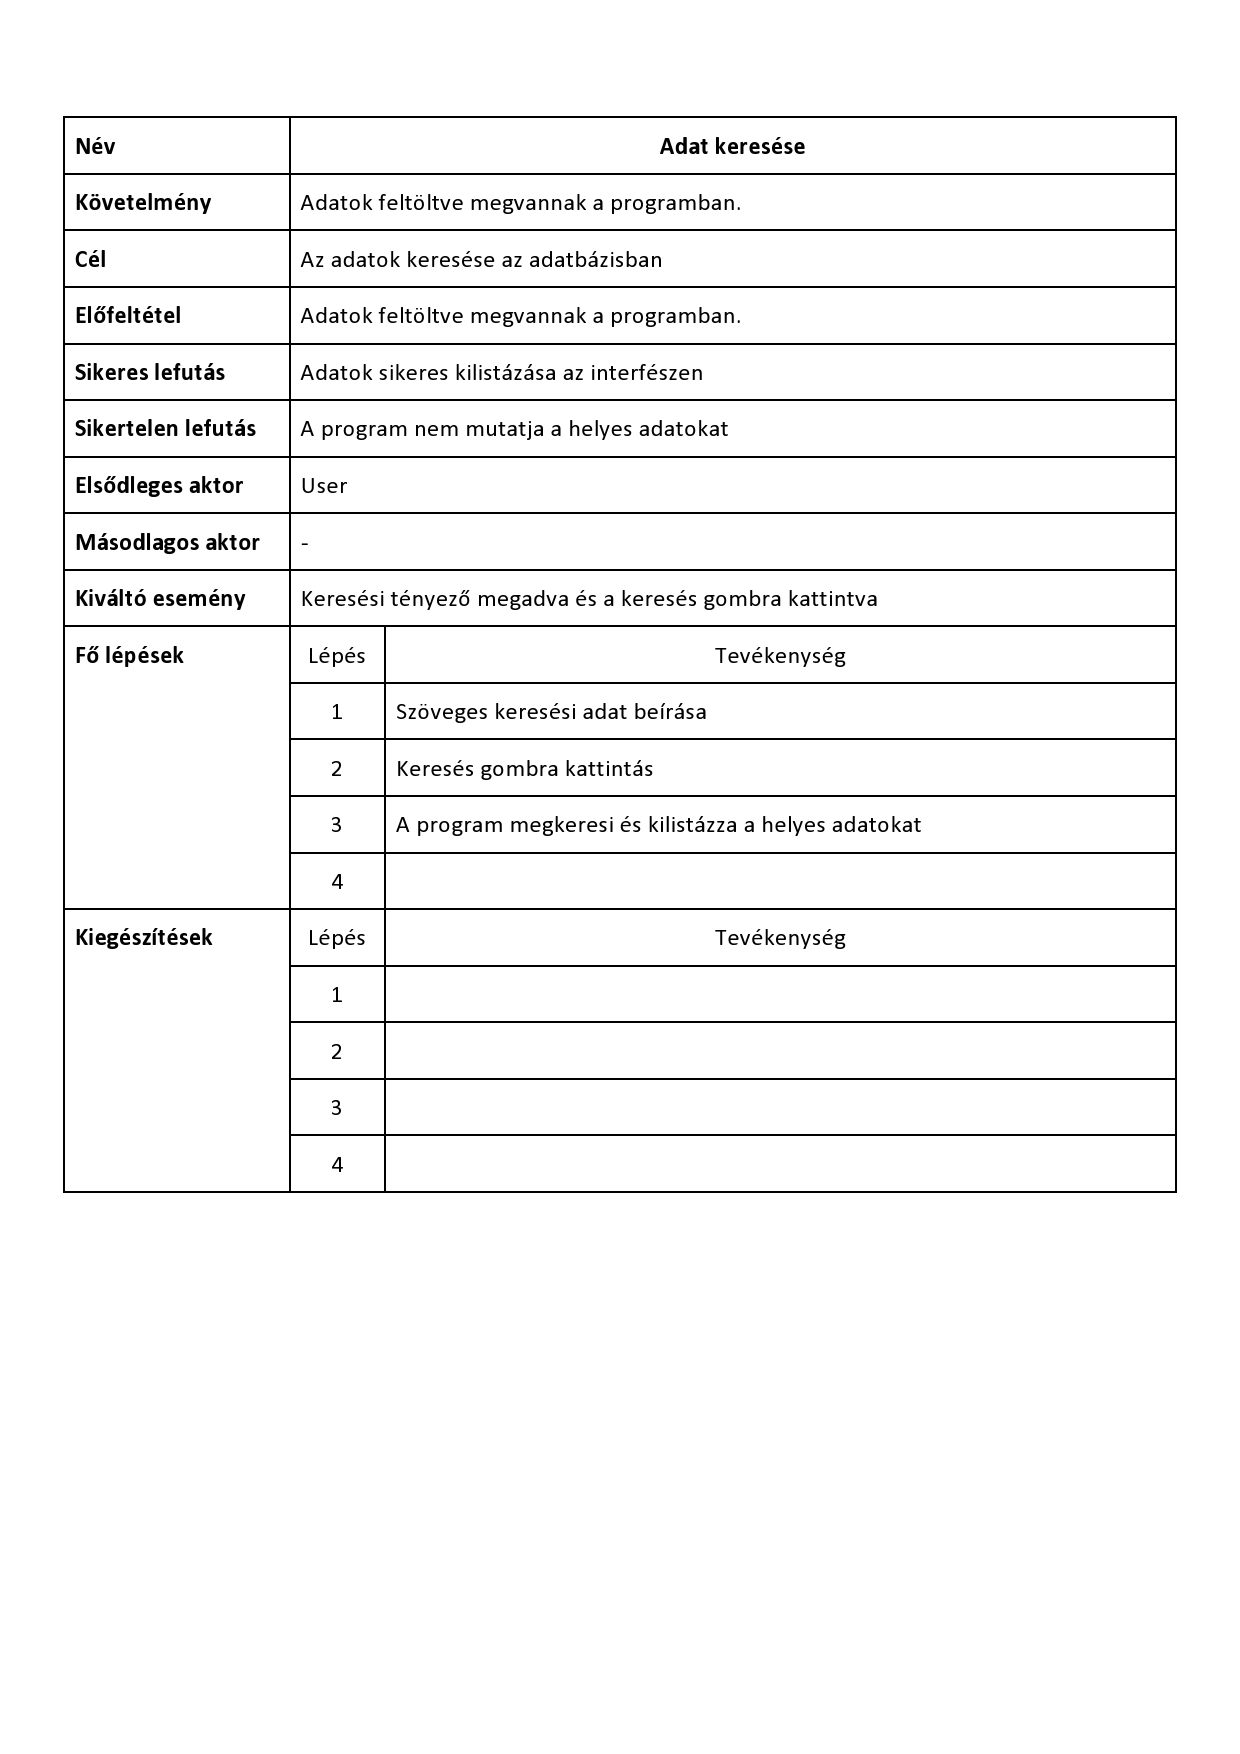 Név Adat keresése
Követelmény Adatok feltöltve megvannak a programban.
Cél Az adatok keresése az adatbázisban
Előfeltétel Adatok feltöltve megvannak a programban.
Sikeres lefutás Adatok sikeres kilistázása az interfészen
Sikertelen lefutás A program nem mutatja a helyes adatokat
Elsődleges aktor User
Másodlagos aktor -
Kiváltó esemény Keresési tényező megadva és a keresés gombra kattintva
Fő lépések Lépés Tevékenység
1 Szöveges keresési adat beírása
2 Keresés gombra kattintás
3 A program megkeresi és kilistázza a helyes adatokat
4
Kiegészítések Lépés Tevékenység
1
2
3
4